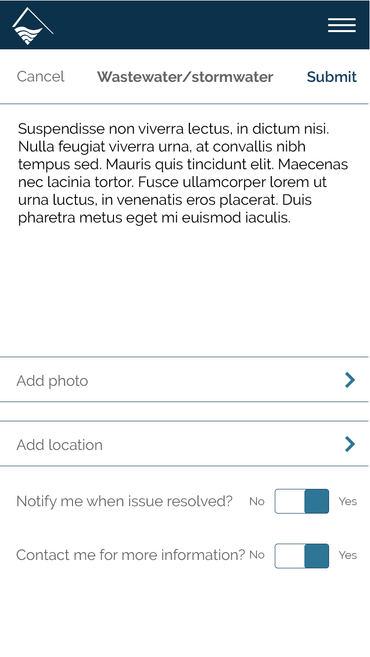 Cancel Wastewater/stormwater Submit
Suspendisse non viverra lectus, in dictum nisi.
Nulla feugiat viverra urna, at convallis nibh
tempus sed. Mauris quis tincidunt elit. Maecenas
nec lacinia tortor. Fusce ullamcorper lorem ut
urna luctus, in venenatis eros placerat. Duis
pharetra metus eget mi euismod iaculis.
Add photo
Add location
Notify me when issue resolved? No Yes
Contact me for more information? No Yes